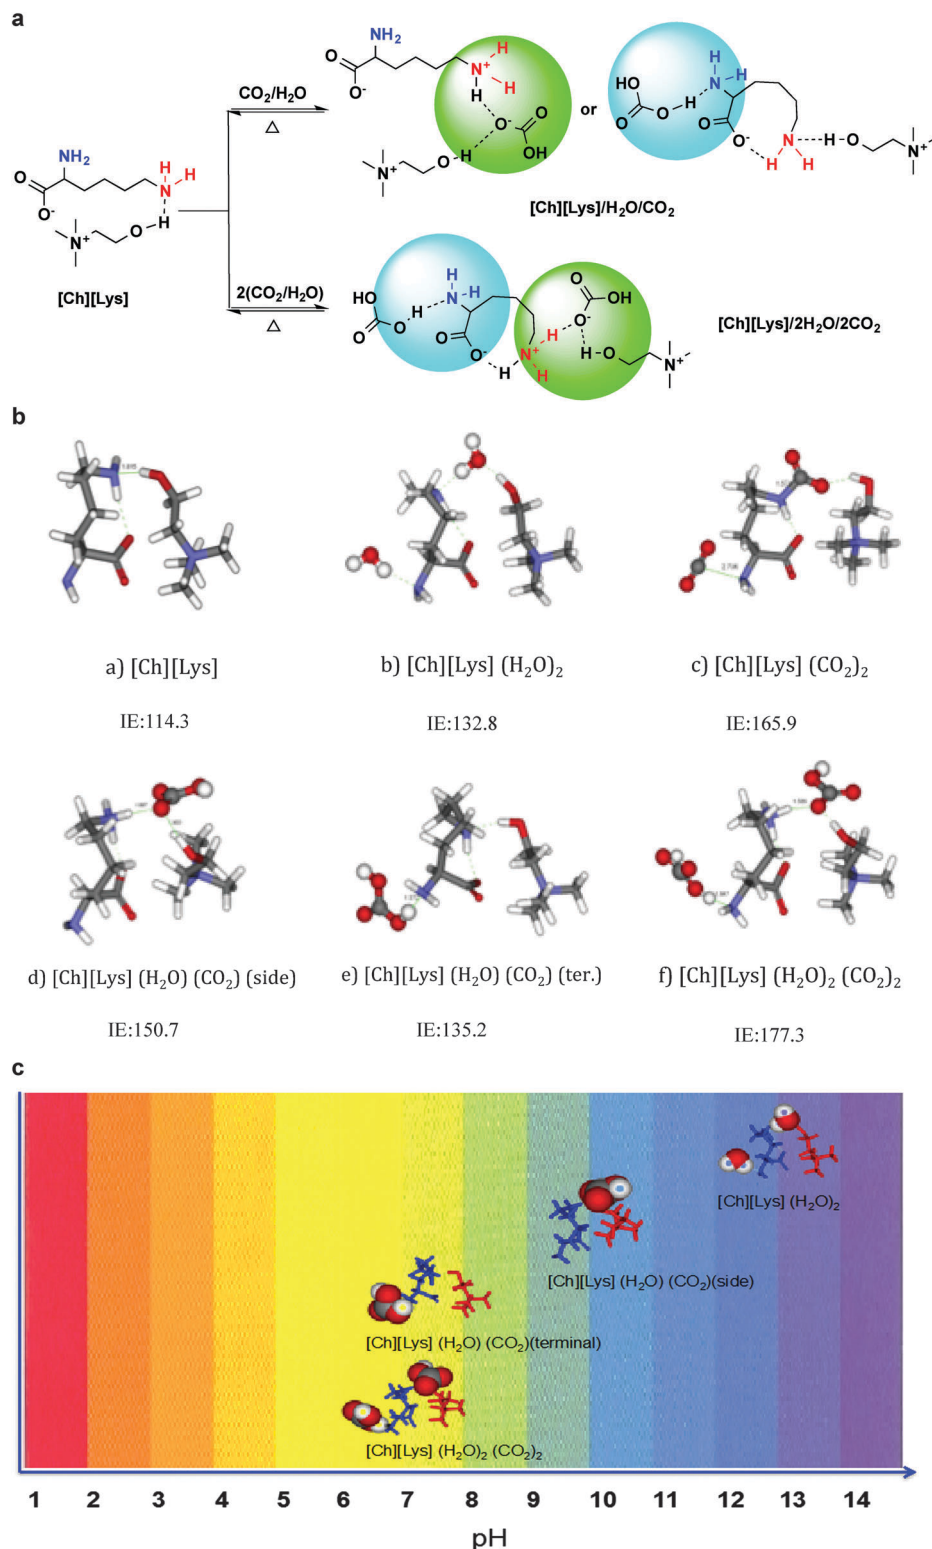 a
NH₂
O
O⁻
N⁺
H
H
H
O⁻
O
OH
H
O
N⁺
CO₂/H₂O
△
or
HO
O
O
H
N
H
H
O
O⁻
H
N
H
H
O
N⁺
[Ch][Lys]/H₂O/CO₂
NH₂
O
O⁻
H
N
H
H
N⁺
O
[Ch][Lys]
2(CO₂/H₂O)
△
HO
O
O
H
H
N
H
O
O⁻
H
N⁺
H
H
O
OH
O⁻
H
O
N⁺
[Ch][Lys]/2H₂O/2CO₂
b
a) [Ch][Lys]
b) [Ch][Lys] (H₂O)₂
c) [Ch][Lys] (CO₂)₂
IE:114.3
IE:132.8
IE:165.9
d) [Ch][Lys] (H₂O) (CO₂) (side)
e) [Ch][Lys] (H₂O) (CO₂) (ter.)
f) [Ch][Lys] (H₂O)₂ (CO₂)₂
IE:150.7
IE:135.2
IE:177.3
c
[Ch][Lys] (H₂O)₂
[Ch][Lys] (H₂O) (CO₂)(side)
[Ch][Lys] (H₂O) (CO₂)(terminal)
[Ch][Lys] (H₂O)₂ (CO₂)₂
1 2 3 4 5 6 7 8 9 10 11 12 13 14
pH